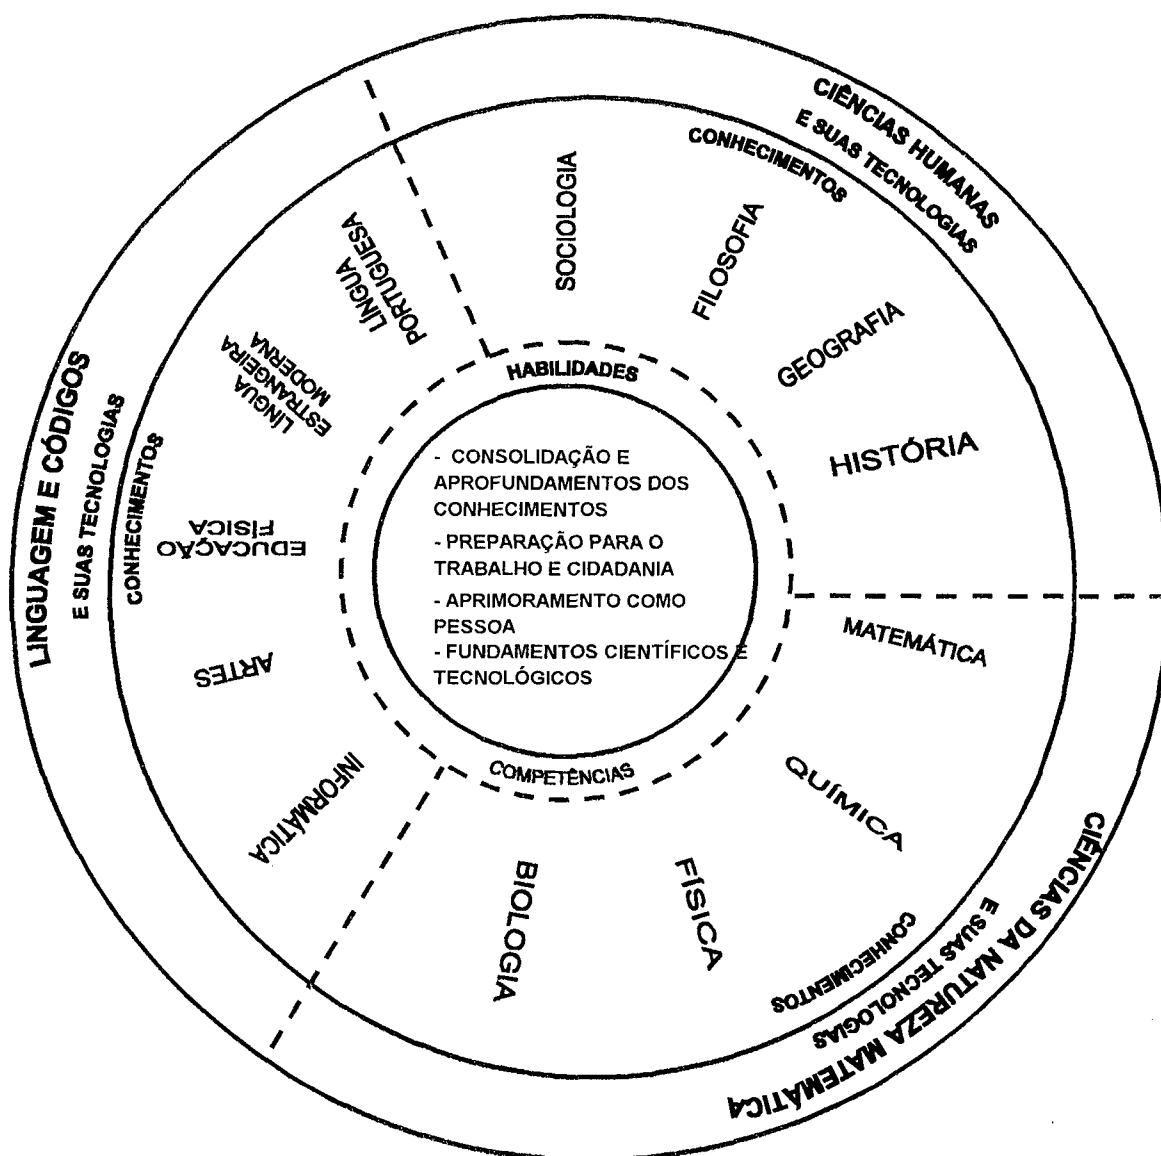 CIÊNCIAS HUMANAS
E SUAS TECNOLOGIAS
CONHECIMENTOS
SOCIOLOGIA
FILOSOFIA
GEOGRAFIA
HISTÓRIA
LINGUAGEM E CÓDIGOS
E SUAS TECNOLOGIAS
CONHECIMENTOS
LÍNGUA
PORTUGUESA
LÍNGUA
ESTRANGEIRA
MODERNA
EDUCAÇÃO
FÍSICA
ARTES
INFORMÁTICA
HABILIDADES
- CONSOLIDAÇÃO E
APROFUNDAMENTOS DOS
CONHECIMENTOS
- PREPARAÇÃO PARA O
TRABALHO E CIDADANIA
- APRIMORAMENTO COMO
PESSOA
- FUNDAMENTOS CIENTÍFICOS E
TECNOLÓGICOS
COMPETÊNCIAS
MATEMÁTICA
QUÍMICA
FÍSICA
BIOLOGIA
CONHECIMENTOS
E SUAS TECNOLOGIAS
CIÊNCIAS DA NATUREZA MATEMÁTICA